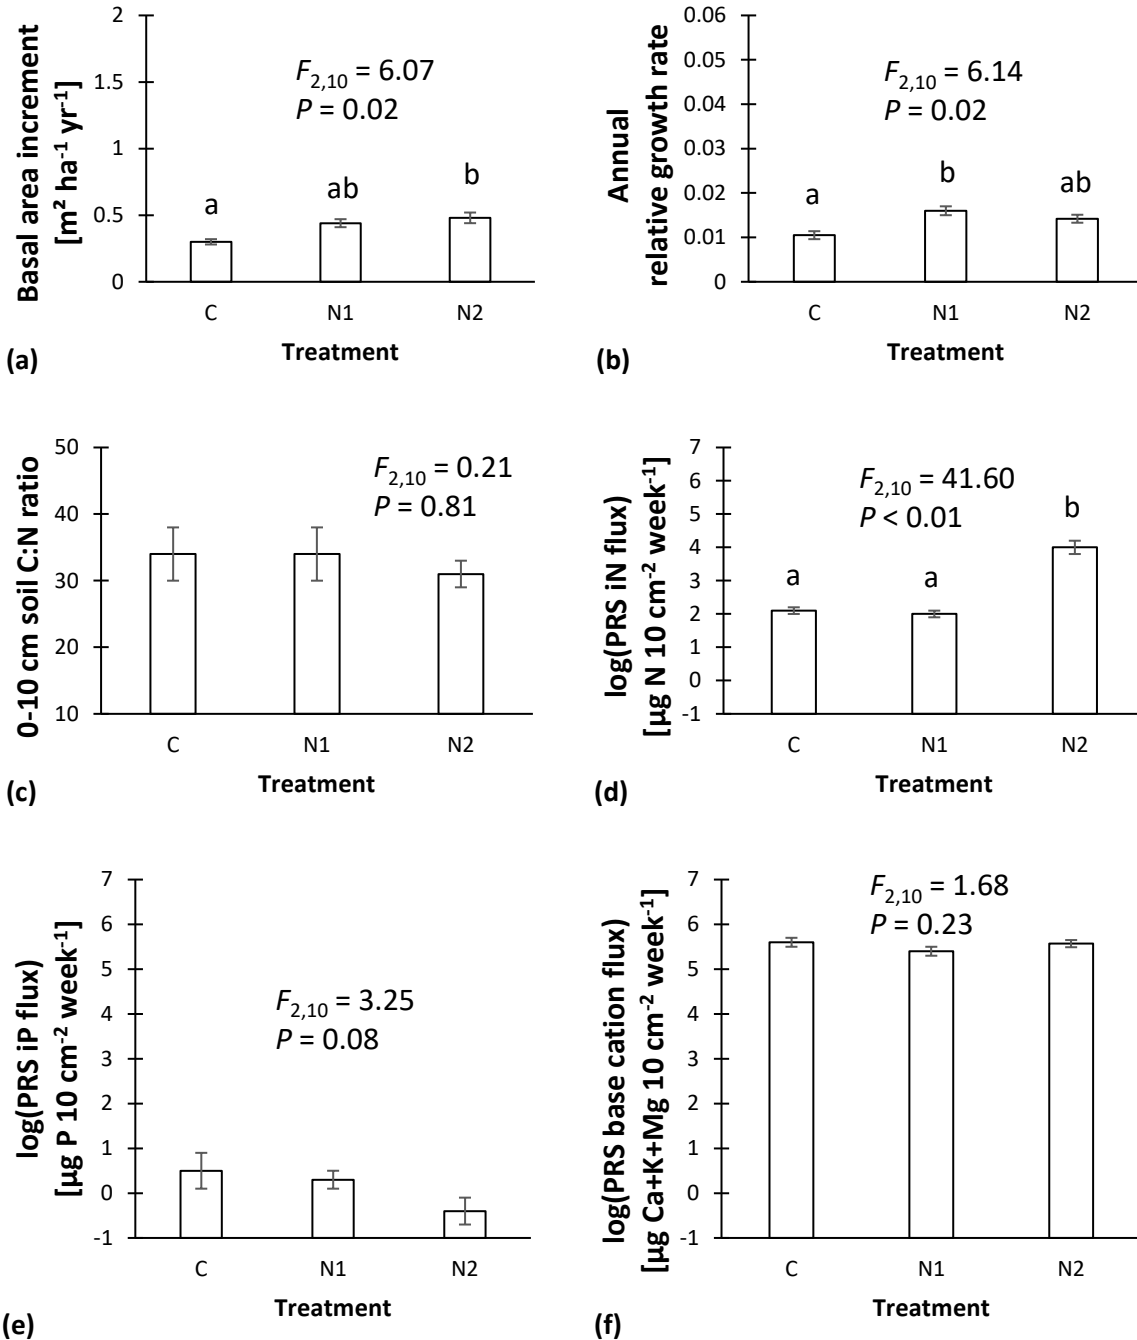 Basal area increment
[m² ha⁻¹ yr⁻¹]
2
1.5
1
0.5
0
F₂,₁₀ = 6.07
P = 0.02
a
ab
b
C
N1
N2
Treatment
(a)
Annual
relative growth rate
0.06
0.05
0.04
0.03
0.02
0.01
0
F₂,₁₀ = 6.14
P = 0.02
a
b
ab
C
N1
N2
Treatment
(b)
0-10 cm soil C:N ratio
50
40
30
20
10
F₂,₁₀ = 0.21
P = 0.81
C
N1
N2
Treatment
(c)
log(PRS iN flux)
[µg N 10 cm⁻² week⁻¹]
7
6
5
4
3
2
1
0
-1
F₂,₁₀ = 41.60
P < 0.01
a
a
b
C
N1
N2
Treatment
(d)
log(PRS iP flux)
[µg P 10 cm⁻² week⁻¹]
7
6
5
4
3
2
1
0
-1
F₂,₁₀ = 3.25
P = 0.08
C
N1
N2
Treatment
(e)
log(PRS base cation flux)
[µg Ca+K+Mg 10 cm⁻² week⁻¹]
7
6
5
4
3
2
1
0
-1
F₂,₁₀ = 1.68
P = 0.23
C
N1
N2
Treatment
(f)